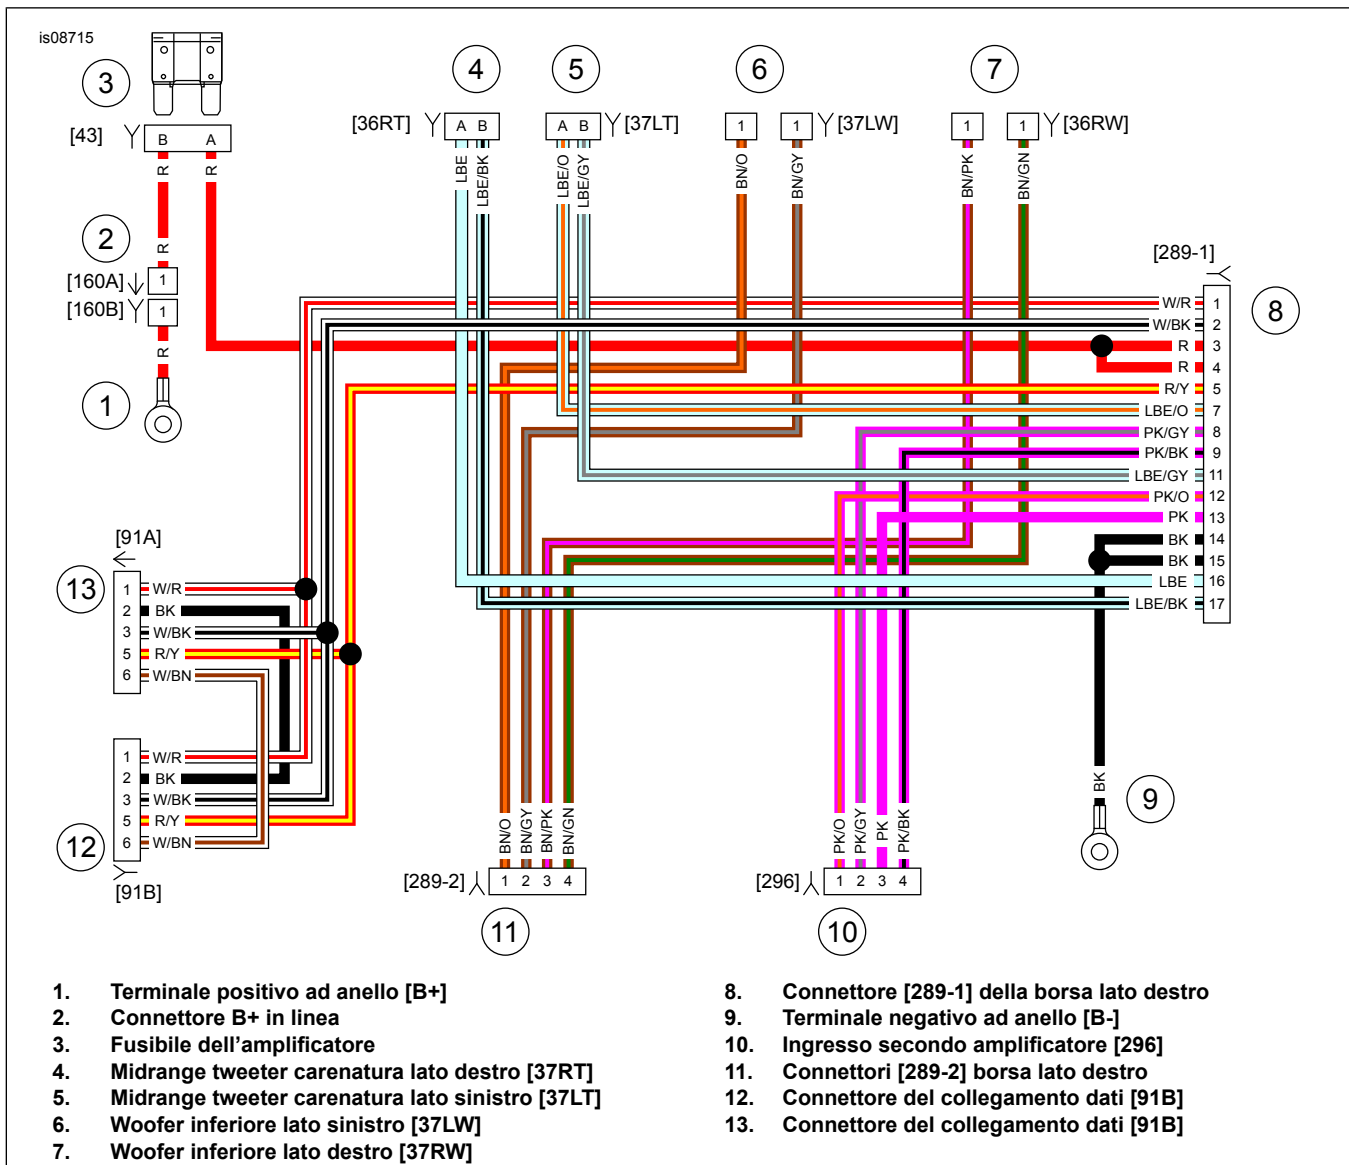 is08715
3
4
5
6
7
[43]
B A
[36RT]
A B
A B
[37LT]
1
1
[37LW]
1
1
[36RW]
R
R
LBE
LBE/BK
LBE/O
LBE/GY
BN/O
BN/GY
BN/PK
BN/GN
2
R
[160A]
1
[160B]
1
R
1
[289-1]
8
W/R 1
W/BK 2
R 3
R 4
R/Y 5
LBE/O 7
PK/GY 8
PK/BK 9
LBE/GY 11
PK/O 12
PK 13
BK 14
BK 15
LBE 16
LBE/BK 17
[91A]
13
1 W/R
2 BK
3 W/BK
5 R/Y
6 W/BN
1 W/R
2 BK
3 W/BK
5 R/Y
6 W/BN
12
[91B]
BN/O
BN/GY
BN/PK
BN/GN
[289-2]
1 2 3 4
11
PK/O
PK/GY
PK
PK/BK
[296]
1 2 3 4
10
BK
9
1. Terminale positivo ad anello [B+]
2. Connettore B+ in linea
3. Fusibile dell'amplificatore
4. Midrange tweeter carenatura lato destro [37RT]
5. Midrange tweeter carenatura lato sinistro [37LT]
6. Woofer inferiore lato sinistro [37LW]
7. Woofer inferiore lato destro [37RW]
8. Connettore [289-1] della borsa lato destro
9. Terminale negativo ad anello [B-]
10. Ingresso secondo amplificatore [296]
11. Connettori [289-2] borsa lato destro
12. Connettore del collegamento dati [91B]
13. Connettore del collegamento dati [91B]